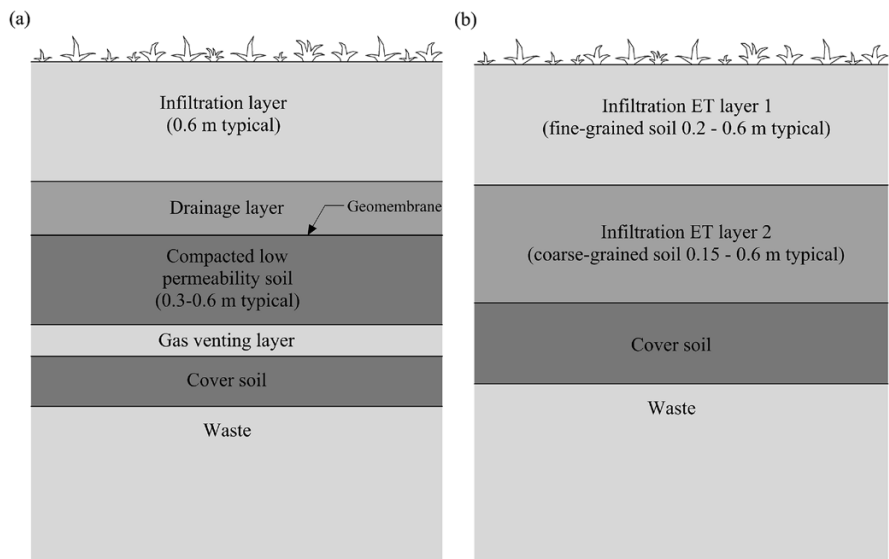 (a)
Infiltration layer
(0.6 m typical)
Drainage layer
Geomembrane
Compacted low
permeability soil
(0.3-0.6 m typical)
Gas venting layer
Cover soil
Waste
(b)
Infiltration ET layer 1
(fine-grained soil 0.2 - 0.6 m typical)
Infiltration ET layer 2
(coarse-grained soil 0.15 - 0.6 m typical)
Cover soil
Waste